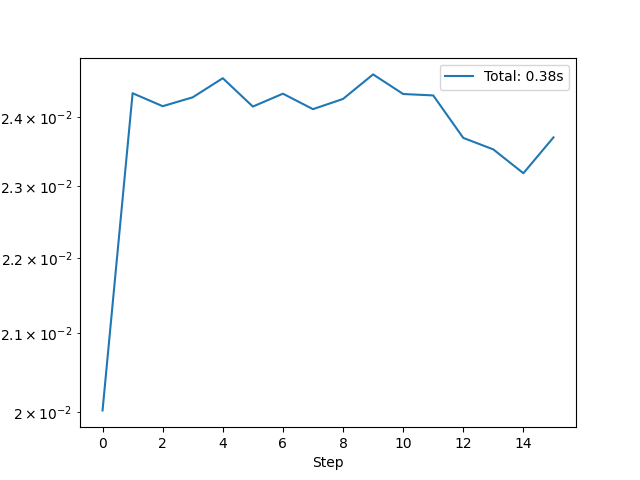 Total: 0.38s
2.4 × 10⁻²
2.3 × 10⁻²
2.2 × 10⁻²
2.1 × 10⁻²
2 × 10⁻²
0 2 4 6 8 10 12 14
Step